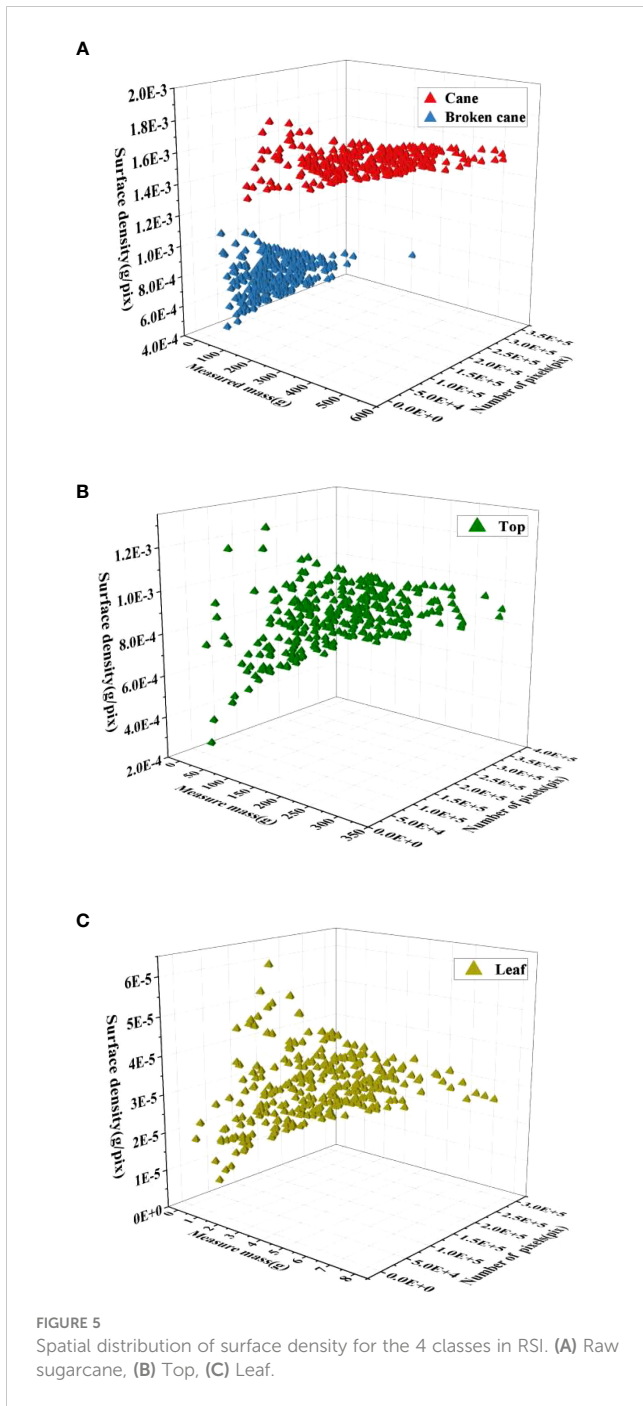 A
Surface density(g/pix)
2.0E-3
1.8E-3
1.6E-3
1.4E-3
1.2E-3
1.0E-3
8.0E-4
6.0E-4
4.0E-4
Cane
Broken cane
0
100
200
300
400
500
600
Measured mass(g)
0.0E+0
5.0E+4
1.0E+5
1.5E+5
2.0E+5
2.5E+5
3.0E+5
3.5E+5
Number of pixels(pix)
B
Surface density(g/pix)
1.2E-3
1.0E-3
8.0E-4
6.0E-4
4.0E-4
2.0E-4
Top
0
50
100
150
200
250
300
350
Measure mass(g)
0.0E+0
5.0E+4
1.0E+5
1.5E+5
2.0E+5
2.5E+5
3.0E+5
3.5E+5
4.0E+5
Number of pixels(pix)
C
Surface density(g/pix)
6E-5
5E-5
4E-5
3E-5
2E-5
1E-5
0E+0
Leaf
0
1
2
3
4
5
6
7
8
Measure mass(g)
0.0E+0
5.0E+4
1.0E+5
1.5E+5
2.0E+5
2.5E+5
3.0E+5
Number of pixels(pix)
FIGURE 5
Spatial distribution of surface density for the 4 classes in RSI. (A) Raw
sugarcane, (B) Top, (C) Leaf.